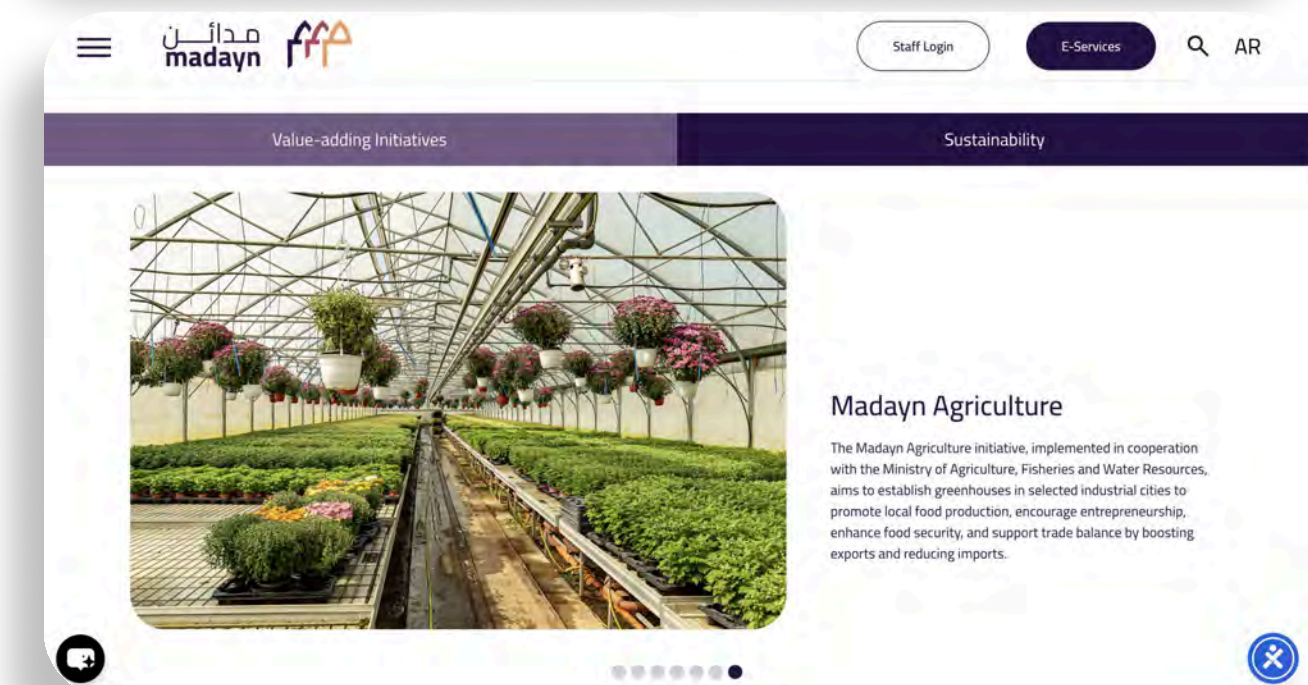 مدائن
madayn
Staff Login
E-Services
AR
Value-adding Initiatives
Sustainability
Madayn Agriculture
The Madayn Agriculture initiative, implemented in cooperation
with the Ministry of Agriculture, Fisheries and Water Resources,
aims to establish greenhouses in selected industrial cities to
promote local food production, encourage entrepreneurship,
enhance food security, and support trade balance by boosting
exports and reducing imports.